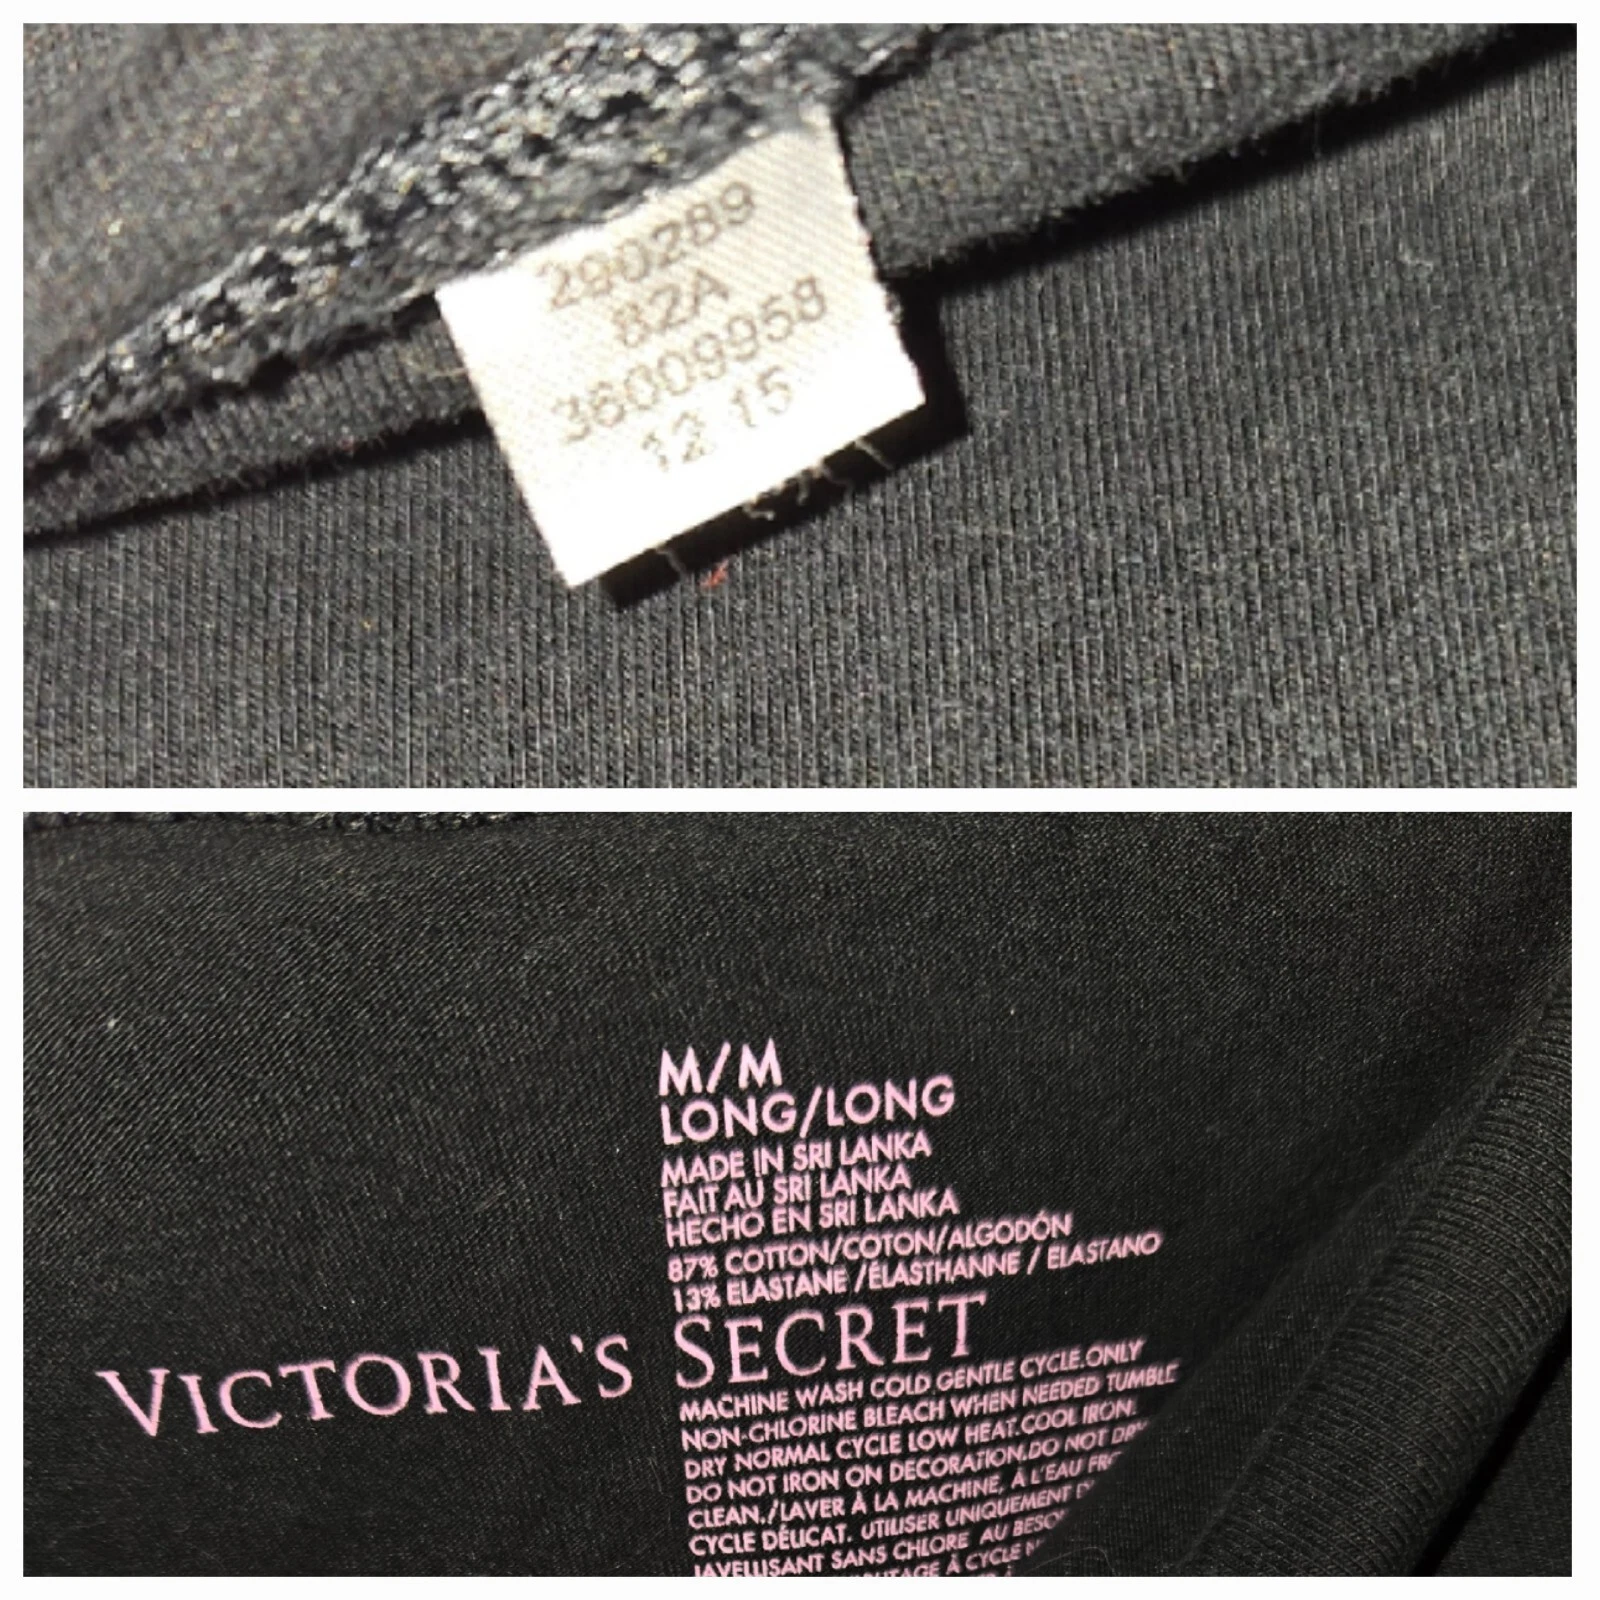 290289
82A
36009958
12 15
M/M
LONG/LONG
MADE IN SRI LANKA
FAIT AU SRI LANKA
HECHO EN SRI LANKA
87% COTTON/COTON/ALGODÓN
13% ELASTANE /ÉLASTHANNE / ELASTANO
VICTORIA'S SECRET
MACHINE WASH COLD.GENTLE CYCLE.ONLY
NON-CHLORINE BLEACH WHEN NEEDED TUMBLE
DRY NORMAL CYCLE LOW HEAT.COOL IRON.
DO NOT IRON ON DECORATION.DO NOT DRY
CLEAN./LAVER À LA MACHINE, À L'EAU
CYCLE DÉLICAT. UTILISER UNIQUEMENT
JAVELLISANT SANS CHLORE AU
À CYCLE